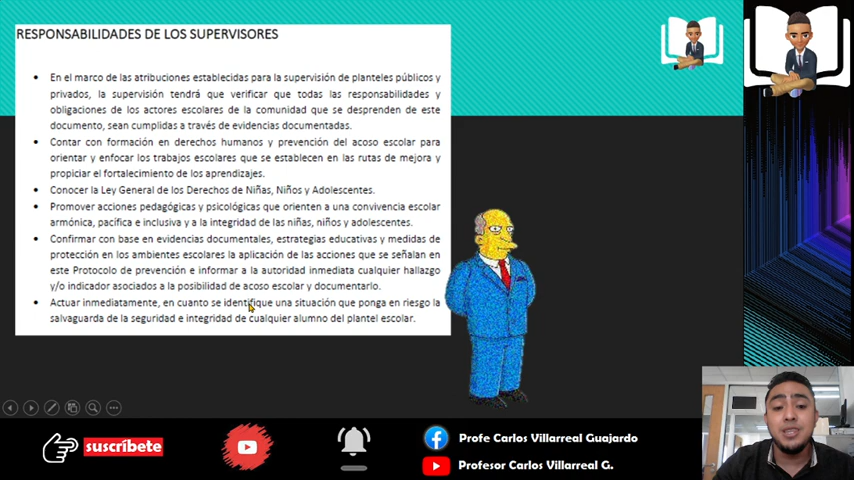 RESPONSABILIDADES DE LOS SUPERVISORES
En el marco de las atribuciones establecidas para la supervisión de planteles públicos y
privados, la supervisión tendrá que verificar que todas las responsabilidades y
obligaciones de los actores escolares de la comunidad que se desprenden de este
documento, sean cumplidas a través de evidencias documentadas.
Contar con formación en derechos humanos y prevención del acoso escolar para
orientar y enfocar los trabajos escolares que se establecen en las rutas de mejora y
propiciar el fortalecimiento de los aprendizajes.
Conocer la Ley General de los Derechos de Niñas, Niños y Adolescentes.
Promover acciones pedagógicas y psicológicas que orienten a una convivencia escolar
armónica, pacífica e inclusiva y a la integridad de las niñas, niños y adolescentes.
Confirmar con base en evidencias documentales, estrategias educativas y medidas de
protección en los ambientes escolares la aplicación de las acciones que se señalan en
este Protocolo de prevención e informar a la autoridad inmediata cualquier hallazgo
y/o indicador asociados a la posibilidad de acoso escolar y documentarlo.
Actuar inmediatamente, en cuanto se identifique una situación que ponga en riesgo la
salvaguarda de la seguridad e integridad de cualquier alumno del plantel escolar.
suscríbete
Profe Carlos Villarreal Guajardo
Profesor Carlos Villarreal G.